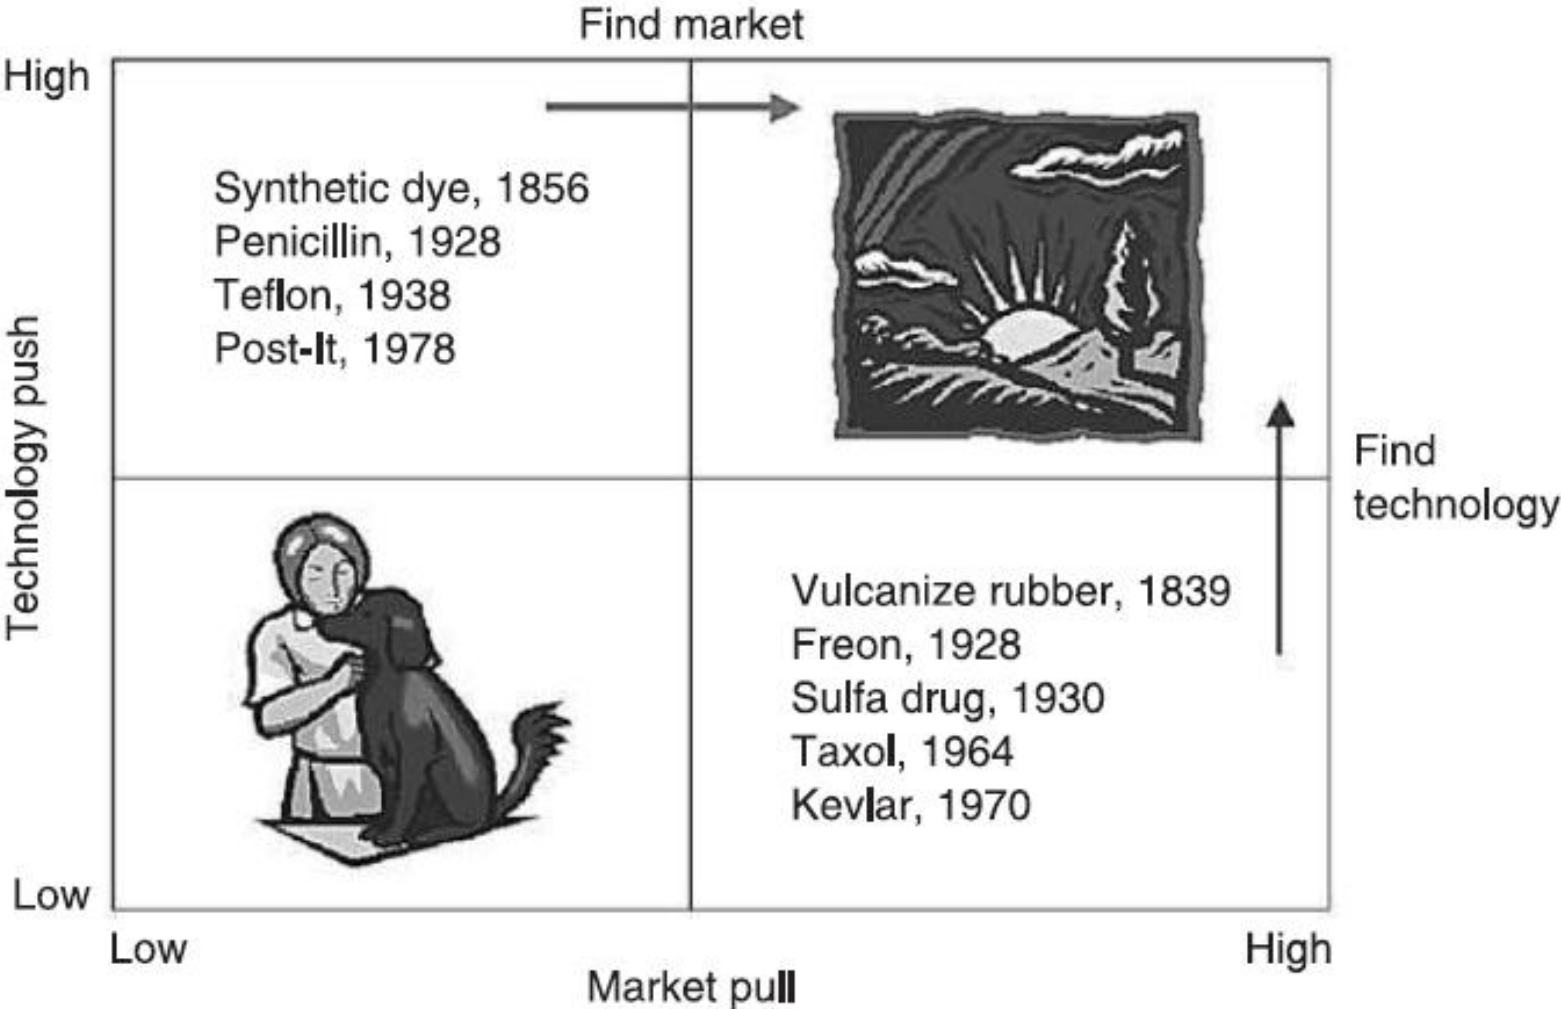 Find market
High
Synthetic dye, 1856
Penicillin, 1928
Teflon, 1938
Post-It, 1978
Technology push
Find
technology
Vulcanize rubber, 1839
Freon, 1928
Sulfa drug, 1930
Taxol, 1964
Kevlar, 1970
Low
Low
High
Market pull